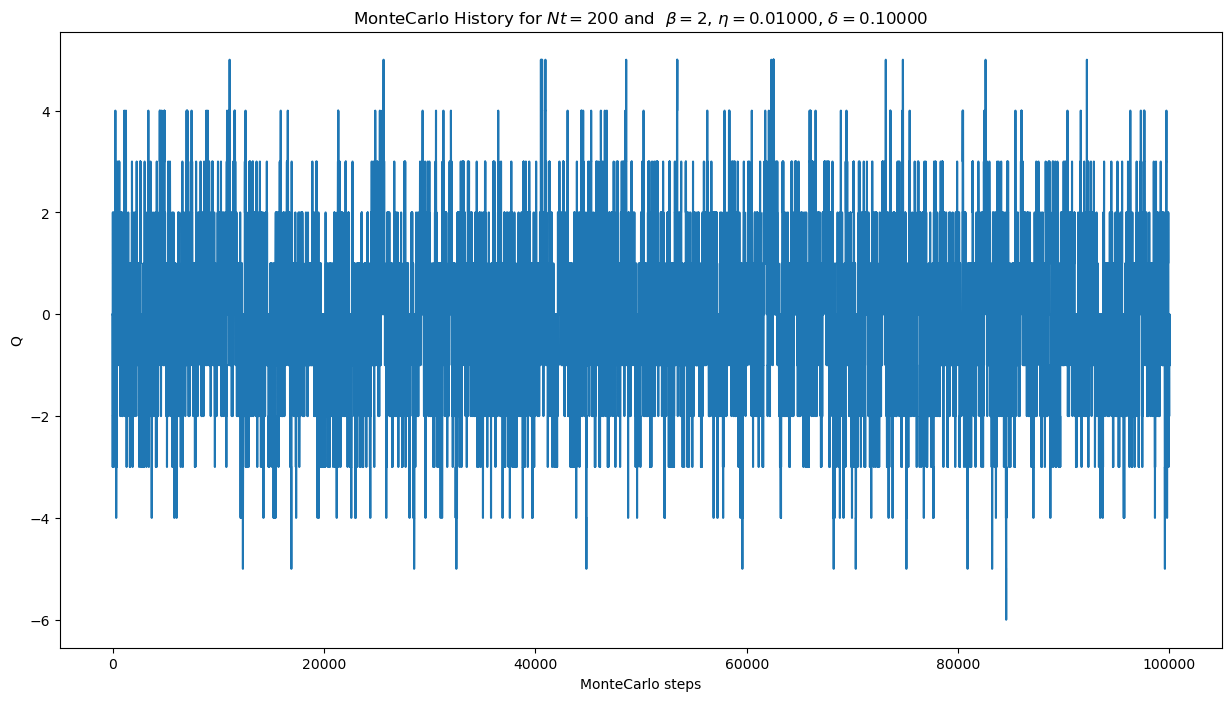 MonteCarlo History for Nt = 200 and β = 2, η = 0.01000, δ = 0.10000
4
2
0
−2
−4
−6
Q
0 20000 40000 60000 80000 100000
MonteCarlo steps